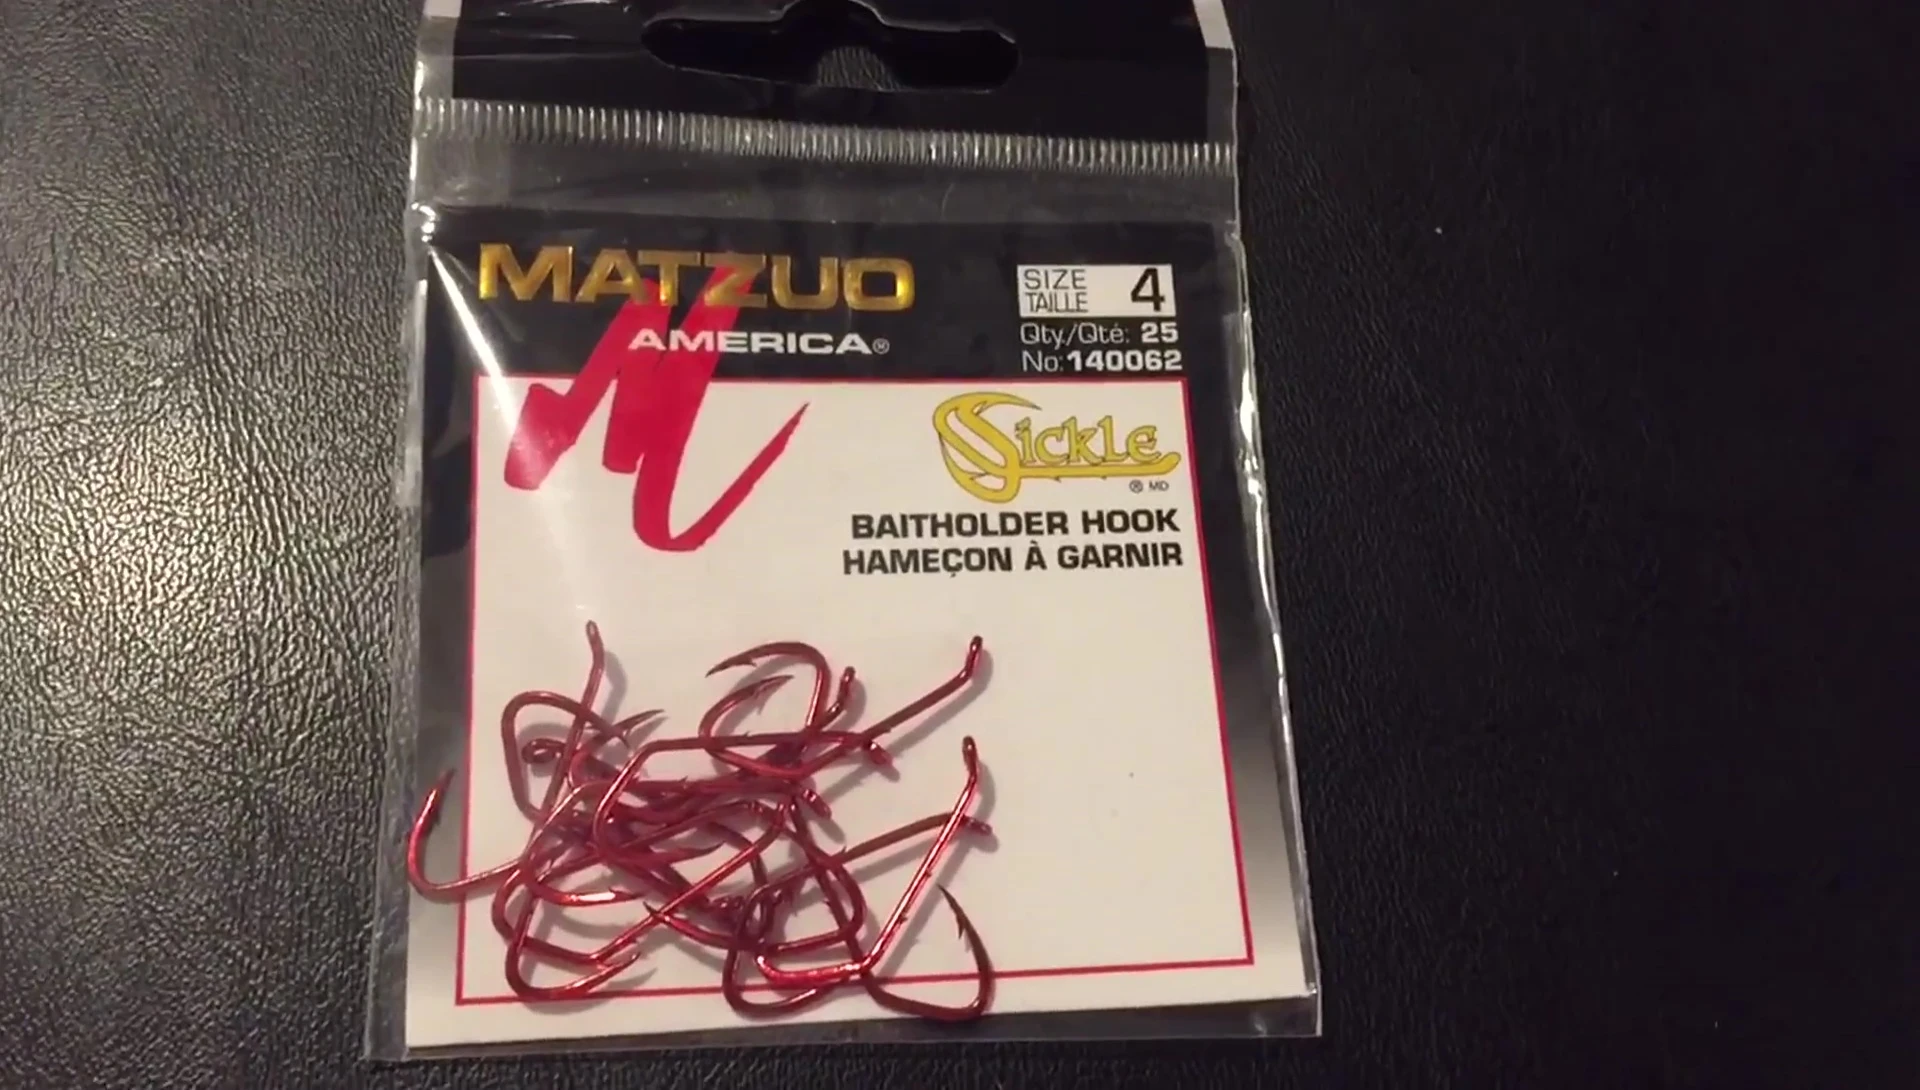 MATZUO
AMERICA®
SIZE
TAILLE 4
Qty./Qté: 25
No: 140062
Sickle
® MD
BAITHOLDER HOOK
HAMEÇON À GARNIR